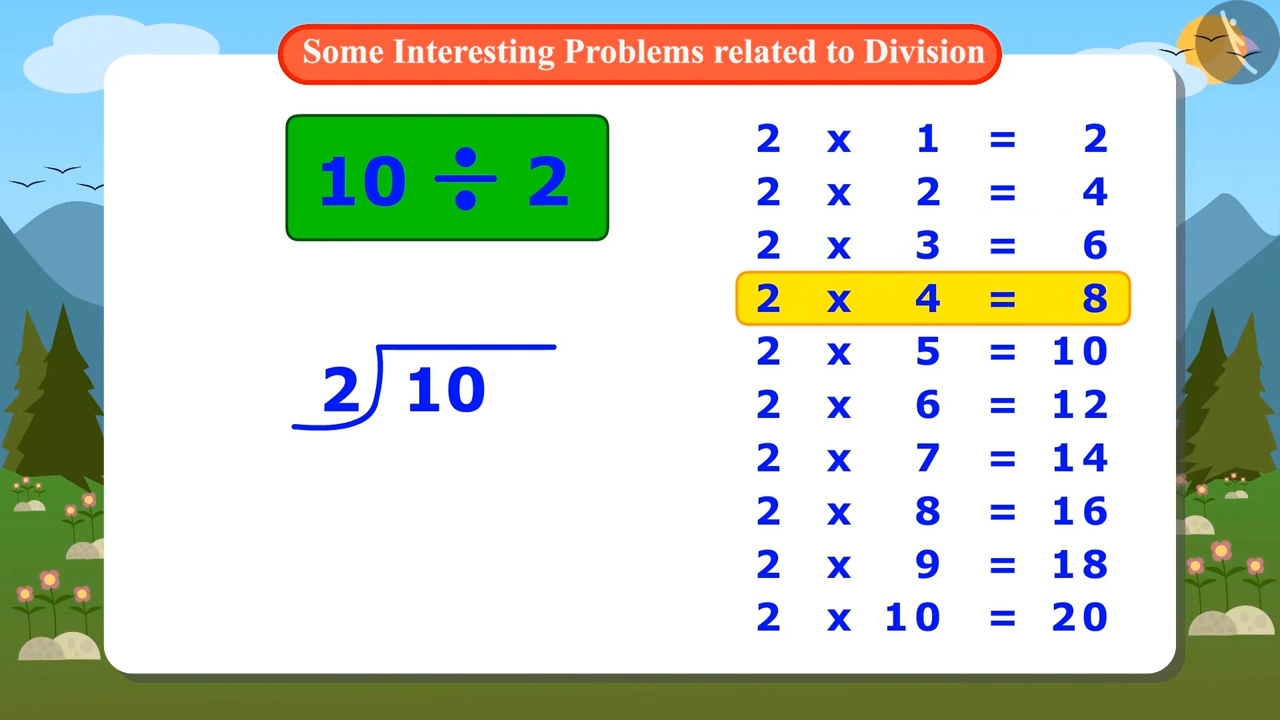 Some Interesting Problems related to Division
10 ÷ 2
2 10
2 x 1 = 2
2 x 2 = 4
2 x 3 = 6
2 x 4 = 8
2 x 5 = 10
2 x 6 = 12
2 x 7 = 14
2 x 8 = 16
2 x 9 = 18
2 x 10 = 20